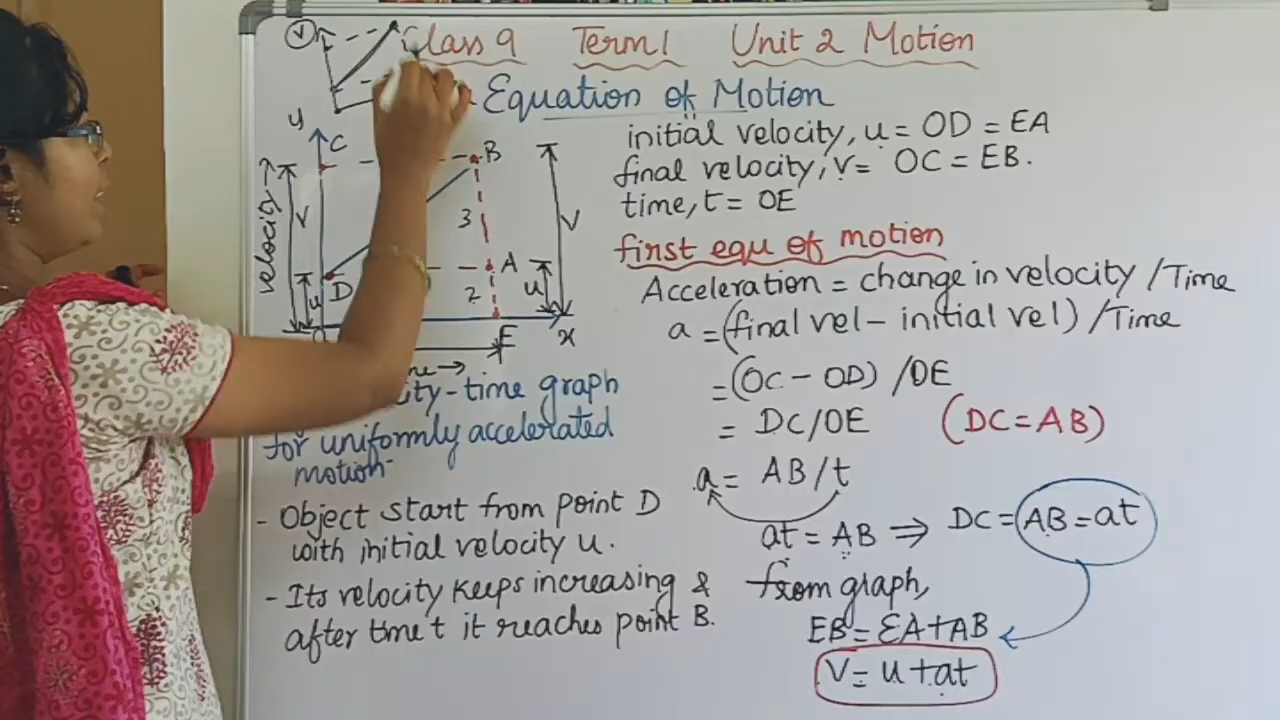 Class 9 Term 1 Unit 2 Motion
Equation of Motion
V
y
C
B
velocity →
V
3
V
D
A
u
2
u
E
x
initial velocity, u = OD = EA
final velocity, v = OC = EB.
time, t = OE
first equ of motion
Acceleration = change in velocity / Time
a = (final vel - initial vel) / Time
= (OC - OD) / OE
= DC/OE (DC = AB)
a = AB/t
at = AB ⇒ DC = AB = at
from graph,
EB = EA + AB
V = u + at
-time graph
for uniformly accelerated
motion-
- Object start from point D
with initial velocity u.
- Its velocity keeps increasing &
after time t it reaches point B.